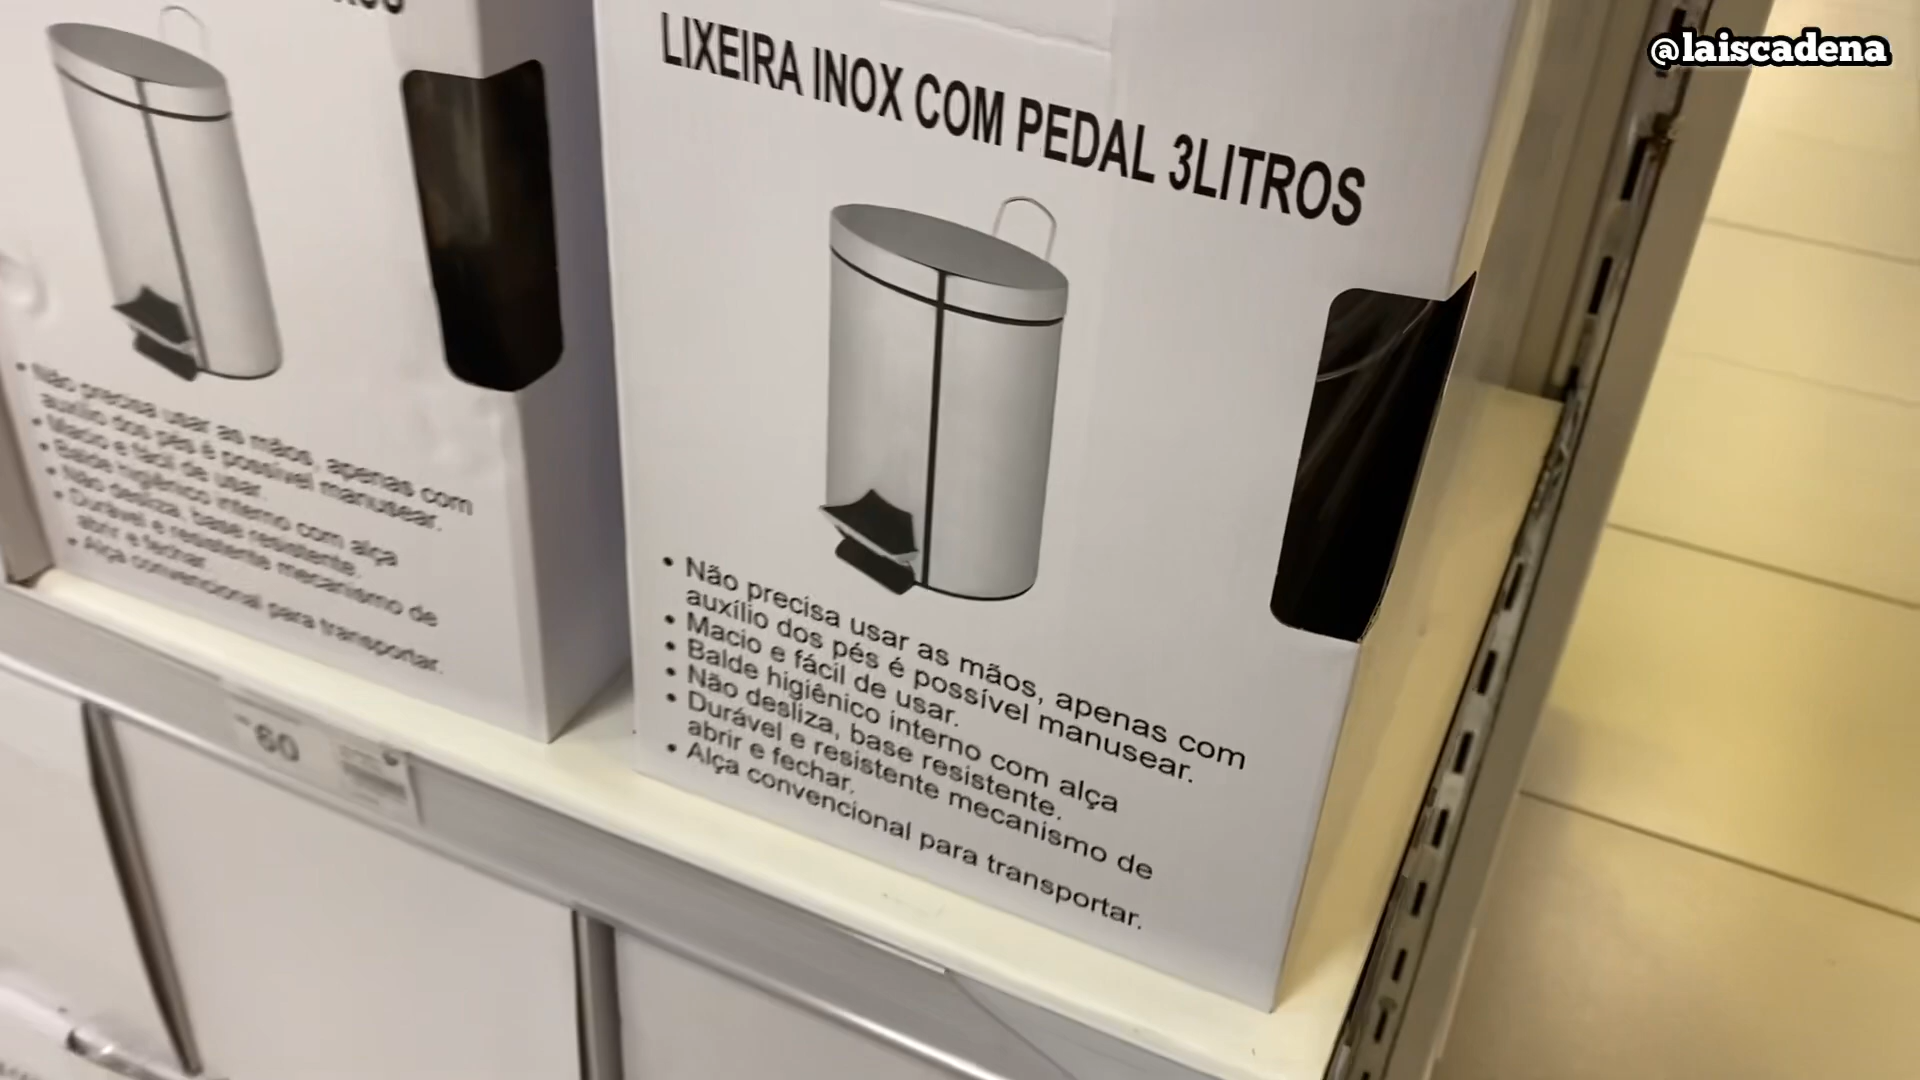 @laiscadena
LIXEIRA INOX COM PEDAL 3LITROS
• Não precisa usar as mãos, apenas com
auxílio dos pés é possível manusear.
• Macio e fácil de usar.
• Balde higiênico interno com alça
• Não desliza, base resistente.
• Durável e resistente mecanismo de
abrir e fechar.
• Alça convencional para transportar.
• Não precisa usar as mãos, apenas com
auxílio dos pés é possível manusear.
• Macio e fácil de usar.
• Balde higiênico interno com alça
• Não desliza, base resistente.
• Durável e resistente mecanismo de
abrir e fechar.
• Alça convencional para transportar.
60